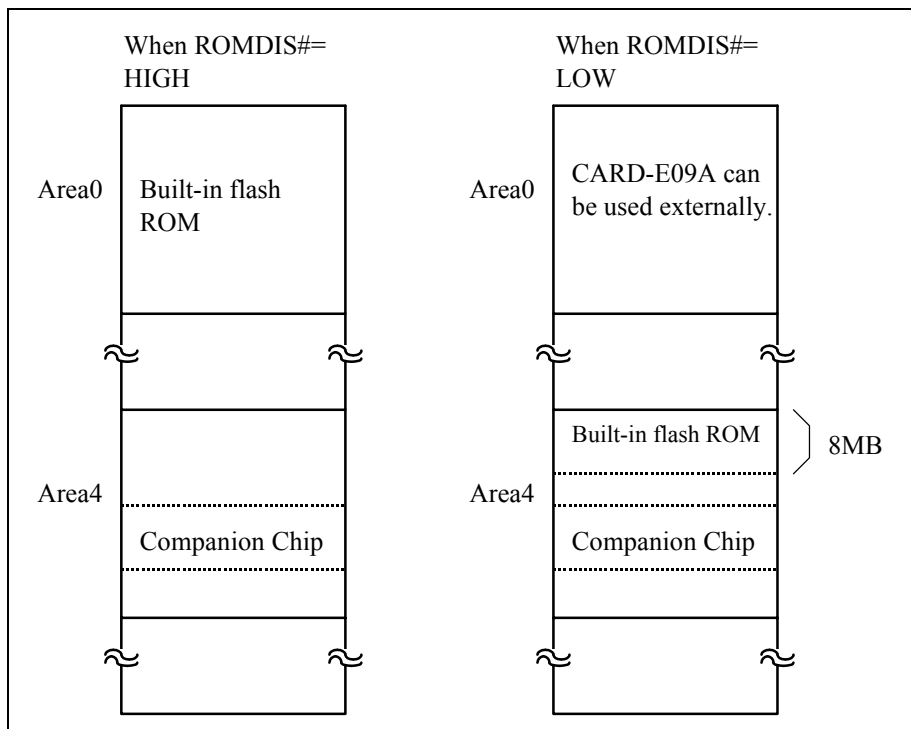 When ROMDIS#=
HIGH
Area0
Built-in flash
ROM
Area4
Companion Chip
When ROMDIS#=
LOW
Area0
CARD-E09A can
be used externally.
Built-in flash ROM
8MB
Area4
Companion Chip